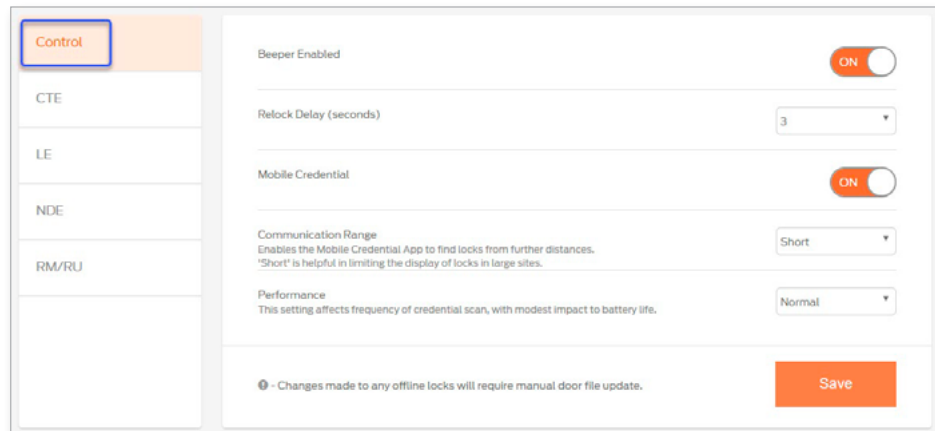 Control
CTE
LE
NDE
RM/RU
Beeper Enabled
ON
Relock Delay (seconds)
3
Mobile Credential
ON
Communication Range
Enables the Mobile Credential App to find locks from further distances.
'Short' is helpful in limiting the display of locks in large sites.
Short
Performance
This setting affects frequency of credential scan, with modest impact to battery life.
Normal
- Changes made to any offline locks will require manual door file update.
Save